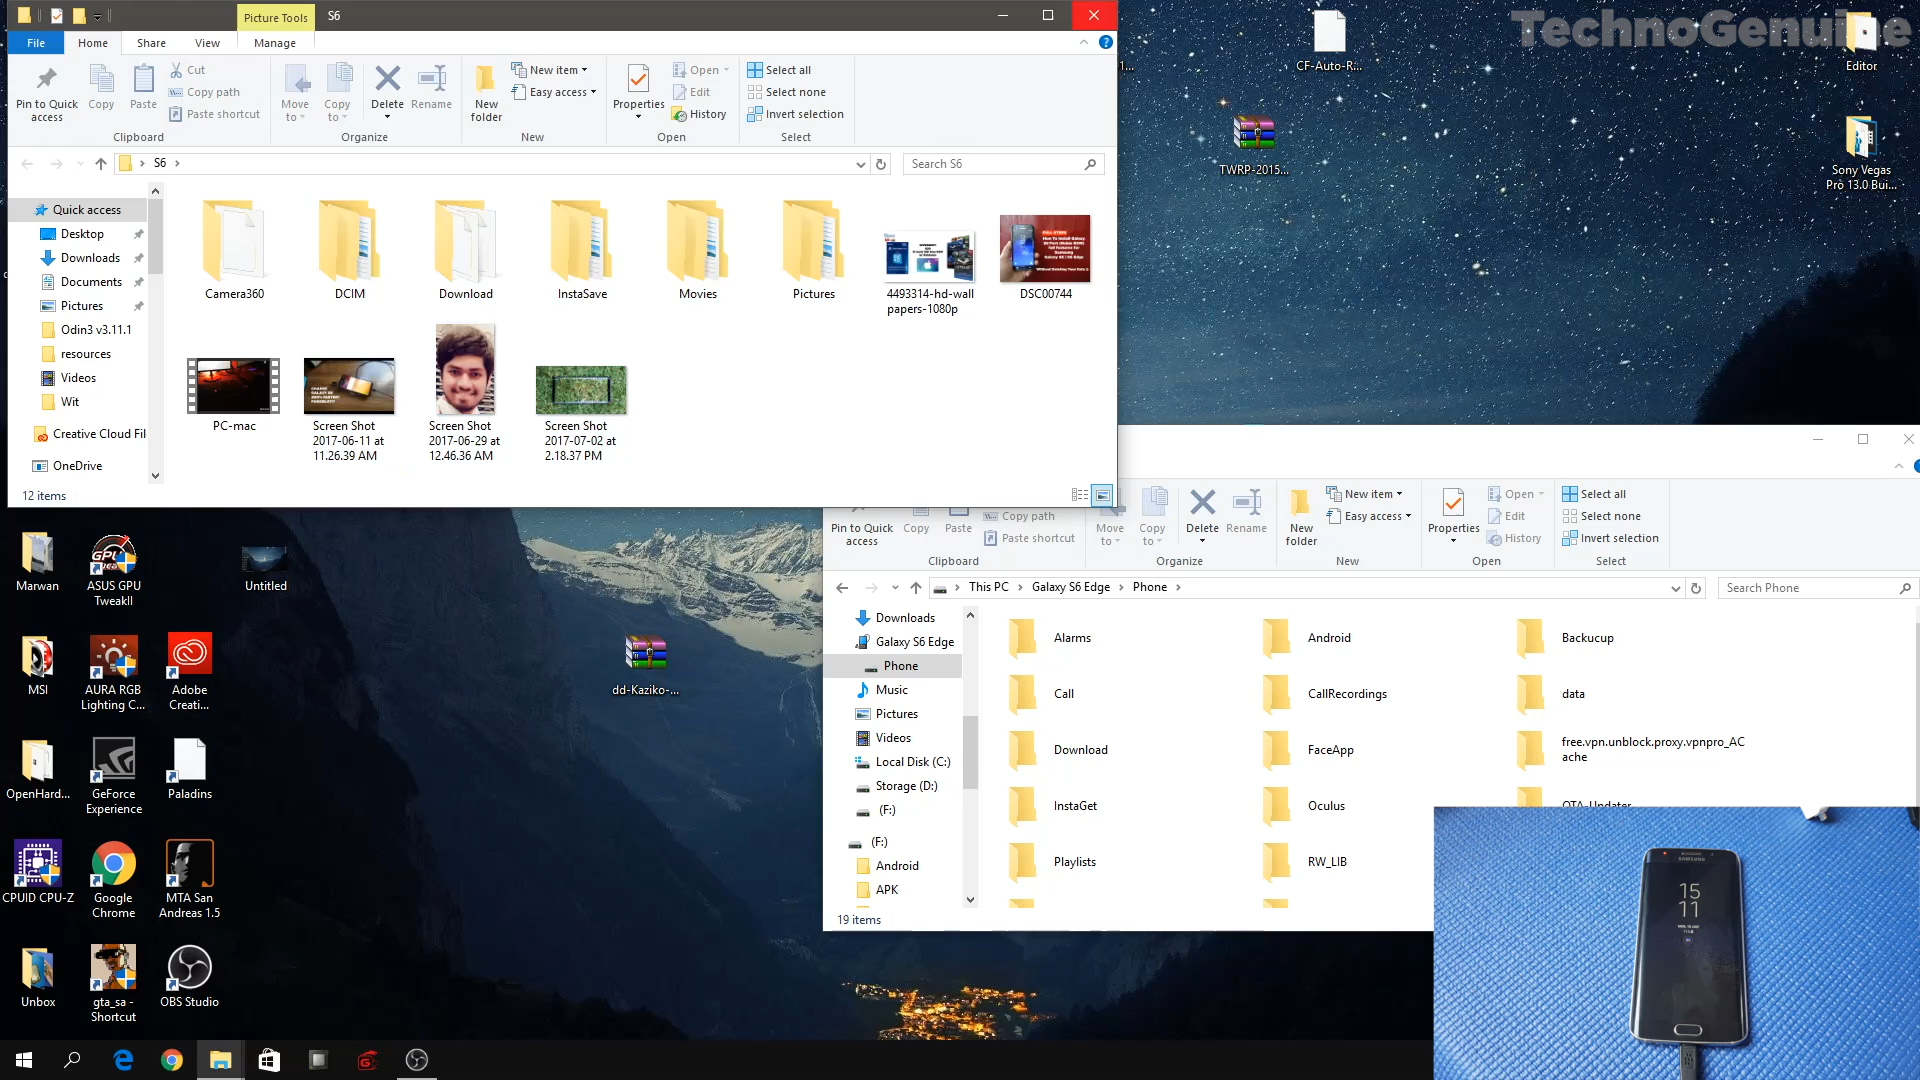 Picture Tools
S6
File
Home
Share
View
Manage
Pin to Quick
access
Copy
Paste
Cut
Copy path
Paste shortcut
Clipboard
Move
to
Copy
to
Delete
Rename
Organize
New
folder
New item
Easy access
New
Properties
Open
Edit
History
Open
Select all
Select none
Invert selection
Select
S6
Search S6
Quick access
Desktop
Downloads
Documents
Pictures
Odin3 v3.11.1
resources
Videos
Wit
Creative Cloud Fil
OneDrive
Camera360
DCIM
Download
InstaSave
Movies
Pictures
4493314-hd-wall
papers-1080p
DSC00744
PC-mac
Screen Shot
2017-06-11 at
11.26.39 AM
Screen Shot
2017-06-29 at
12.46.36 AM
Screen Shot
2017-07-02 at
2.18.37 PM
12 items
TechnoGenuine
1...
CF-Auto-R...
Editor
TWRP-2015...
Sony Vegas
Pro 13.0 Bui...
Marwan
ASUS GPU
TweakII
Untitled
MSI
AURA RGB
Lighting C...
Adobe
Creati...
OpenHard...
GeForce
Experience
Paladins
CPUID CPU-Z
Google
Chrome
MTA San
Andreas 1.5
Unbox
gta_sa -
Shortcut
OBS Studio
dd-Kaziko-...
Pin to Quick
access
Copy
Paste
Copy path
Paste shortcut
Clipboard
Move
to
Copy
to
Delete
Rename
Organize
New
folder
New item
Easy access
New
Properties
Open
Edit
History
Open
Select all
Select none
Invert selection
Select
This PC
Galaxy S6 Edge
Phone
Search Phone
Downloads
Galaxy S6 Edge
Phone
Music
Pictures
Videos
Local Disk (C:)
Storage (D:)
(F:)
(F:)
Android
APK
Alarms
Android
Backucup
Call
CallRecordings
data
Download
FaceApp
free.vpn.unblock.proxy.vpnpro_AC
ache
InstaGet
Oculus
OTA-Updater
Playlists
RW_LIB
19 items
SAMSUNG
15
11